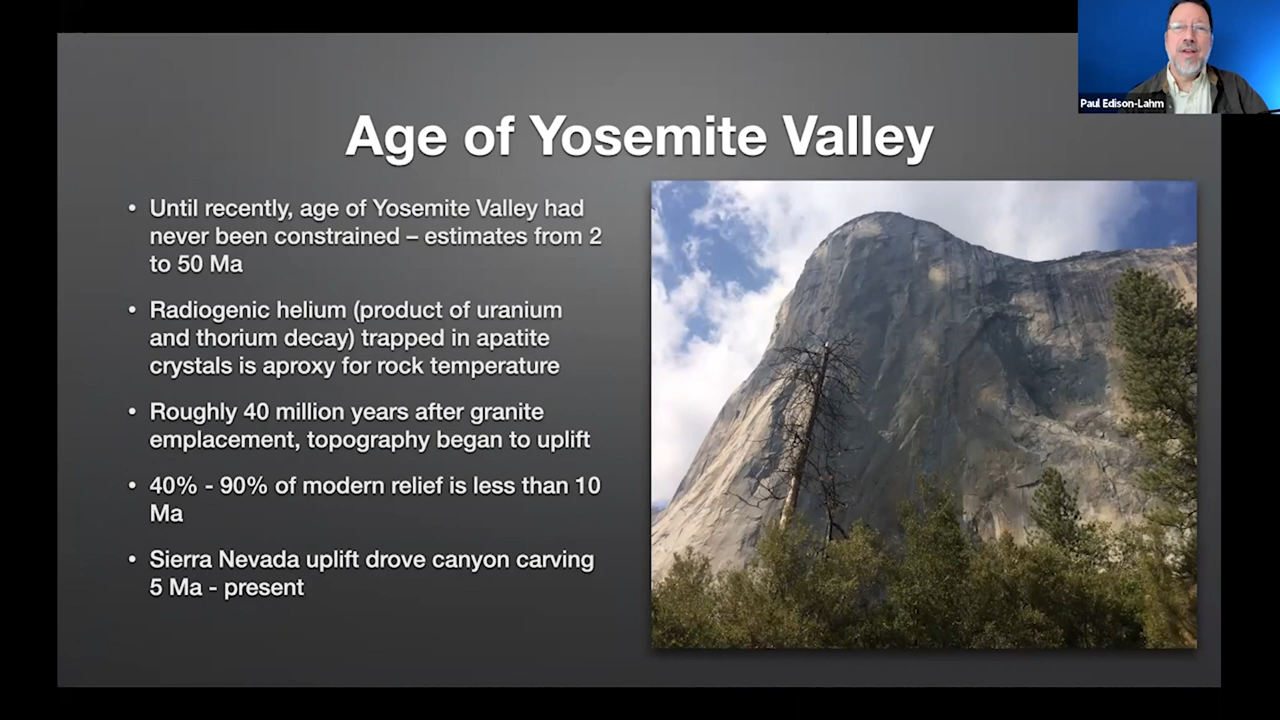 Paul Edison-Lahm
Age of Yosemite Valley
• Until recently, age of Yosemite Valley had
never been constrained – estimates from 2
to 50 Ma
• Radiogenic helium (product of uranium
and thorium decay) trapped in apatite
crystals is aproxy for rock temperature
• Roughly 40 million years after granite
emplacement, topography began to uplift
• 40% - 90% of modern relief is less than 10
Ma
• Sierra Nevada uplift drove canyon carving
5 Ma - present